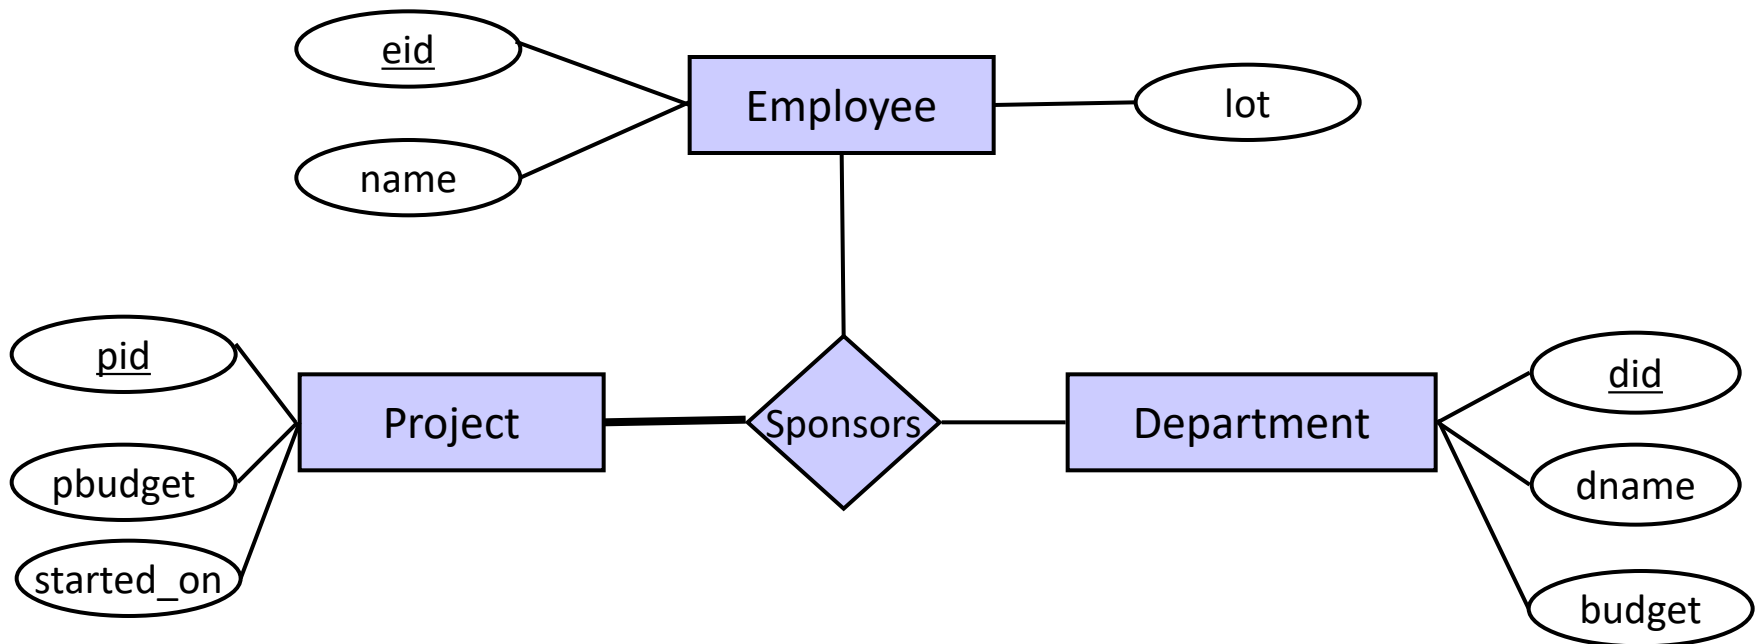 eid
Employee
lot
name
pid
did
Project
Sponsors
Department
pbudget
dname
started_on
budget